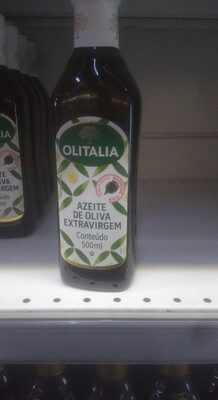 OLITALIA
AZEITE
DE OLIVA
EXTRAVIRGEM
Conteúdo
500ml